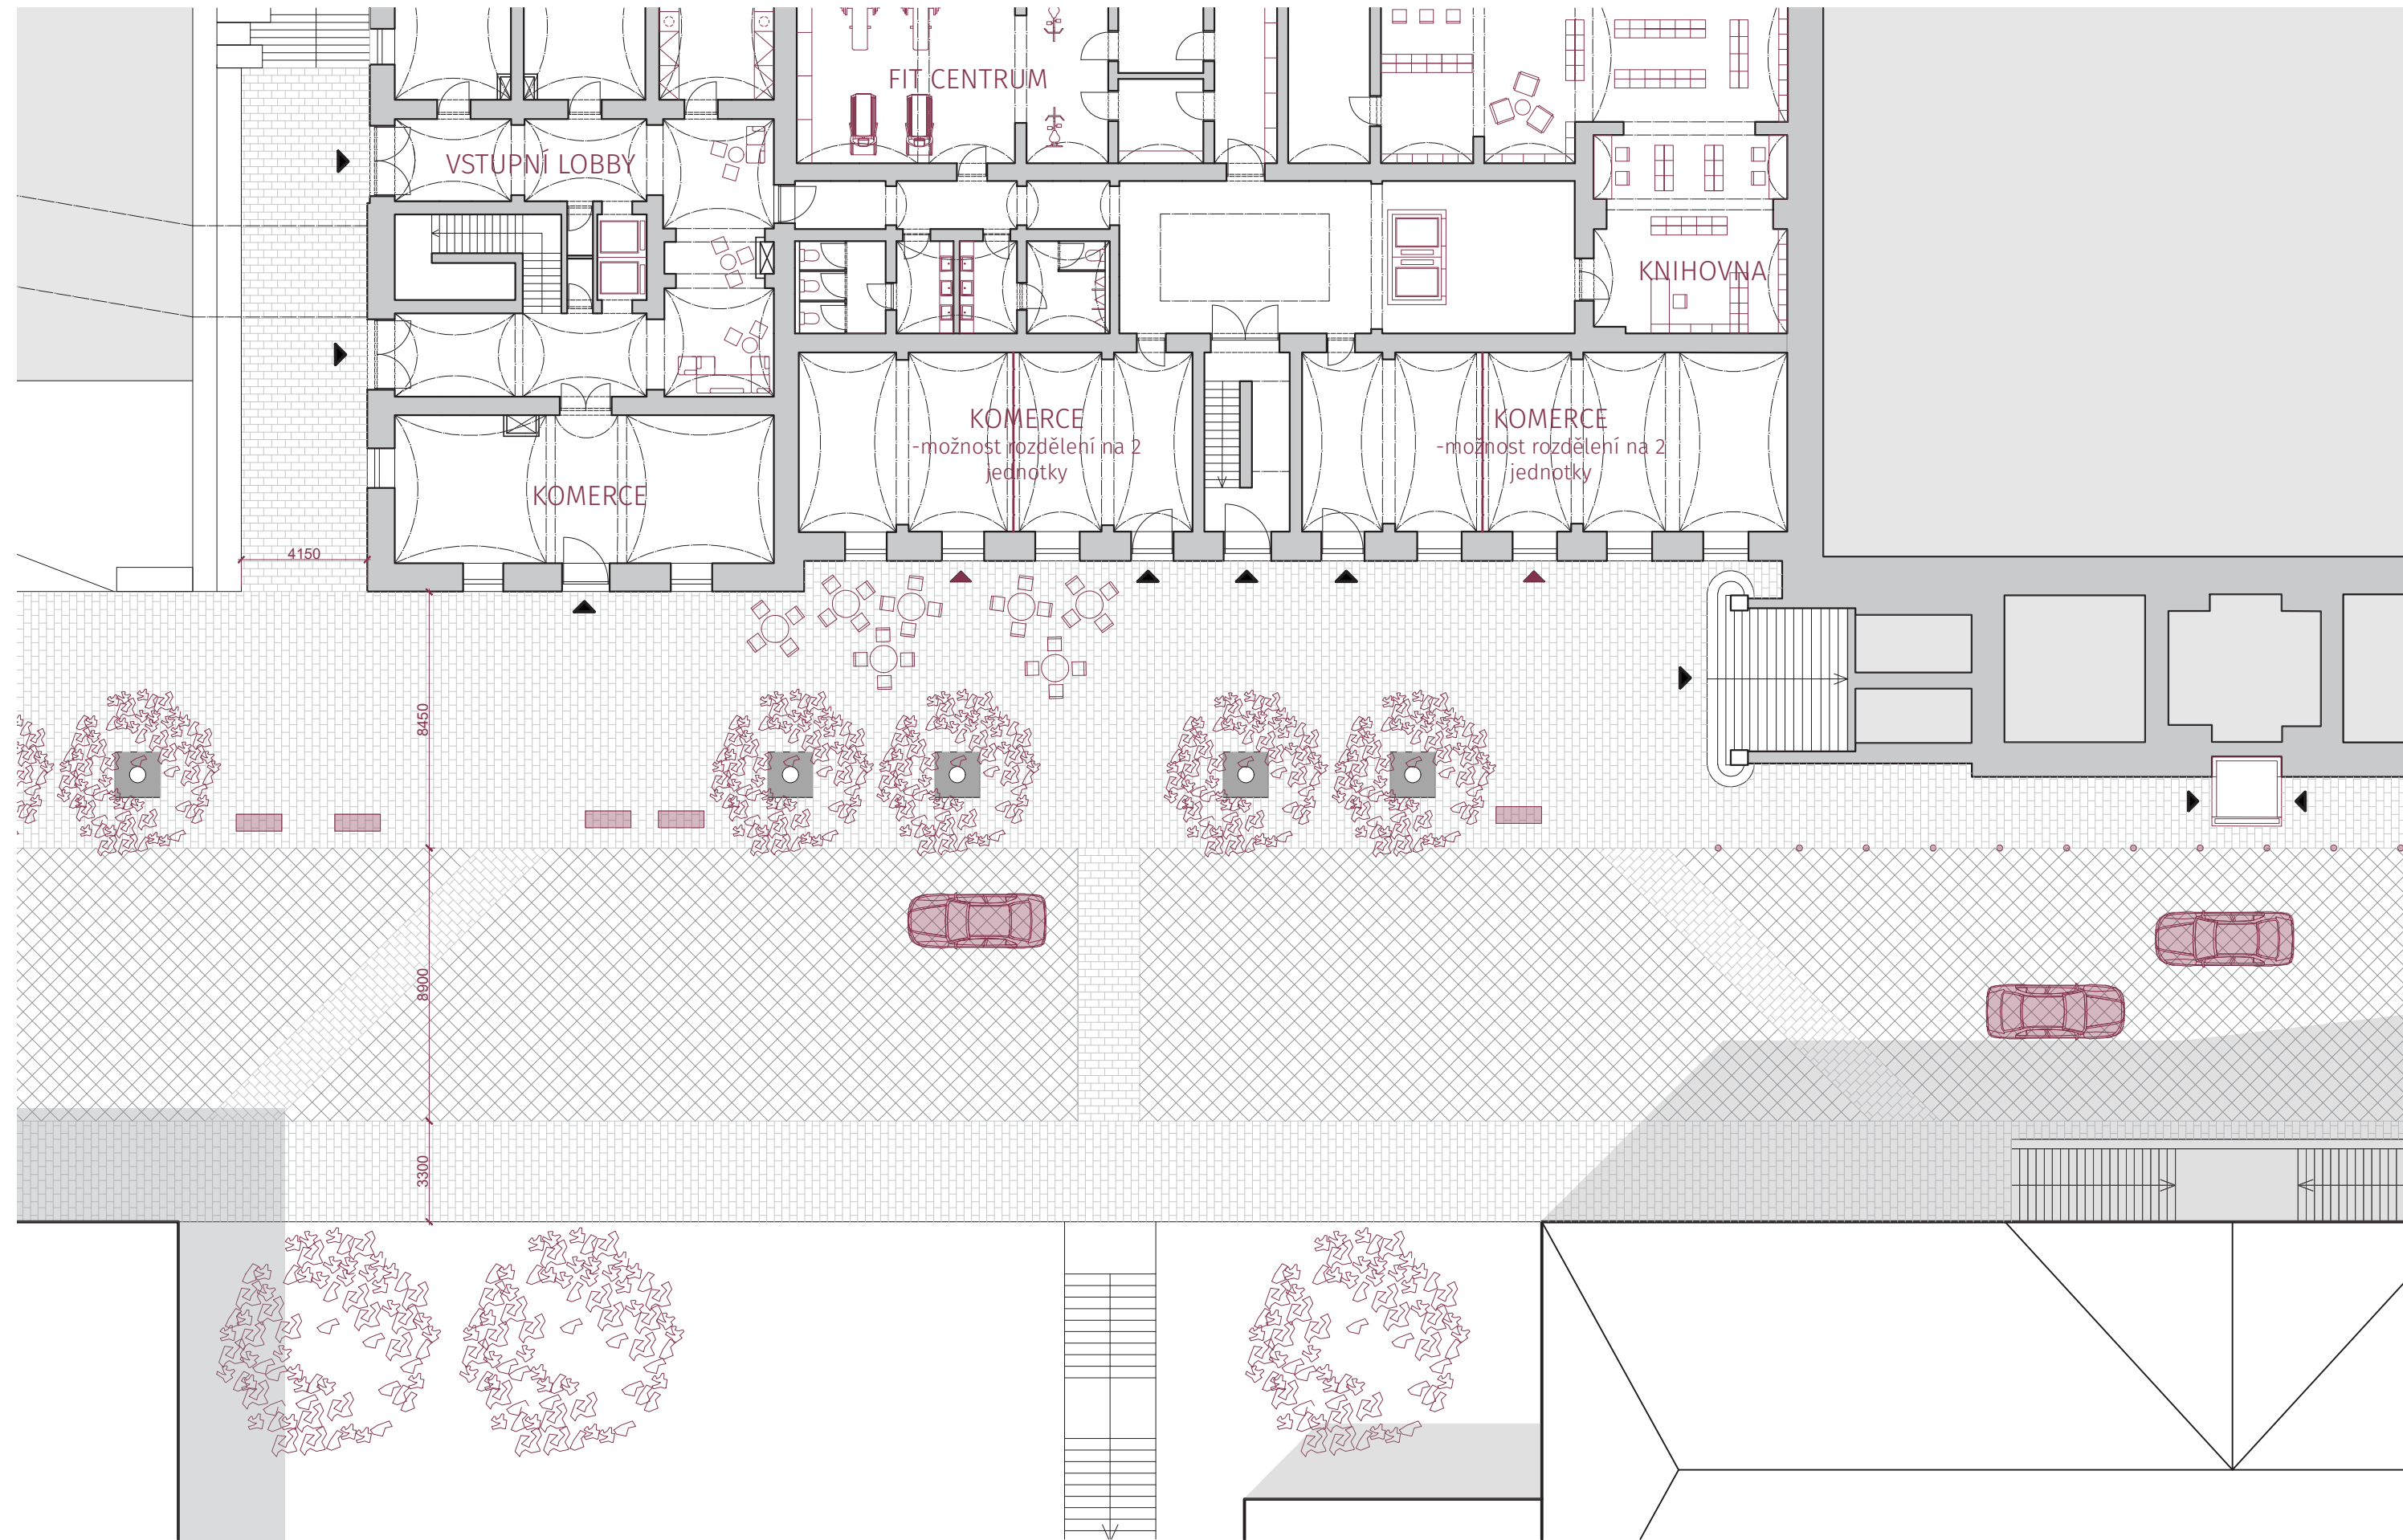 FIT CENTRUM
VSTUPNÍ LOBBY
KNIHOVNA
KOMERCE
-možnost rozdělení na 2
jednotky
KOMERCE
-možnost rozdělení na 2
jednotky
KOMERCE
4150
8450
8900
3300